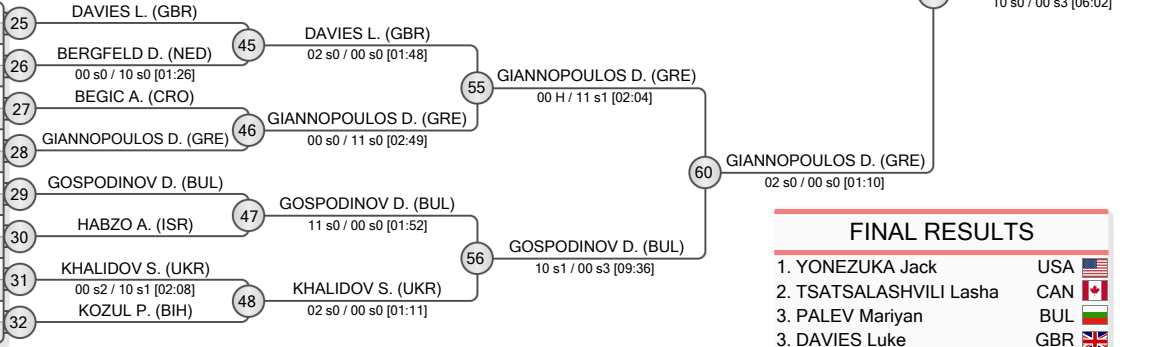 10 s0 / 00 s3 [06:02]
25
DAVIES L. (GBR)
45
DAVIES L. (GBR)
02 s0 / 00 s0 [01:48]
26
BERGFELD D. (NED)
00 s0 / 10 s0 [01:26]
55
GIANNOPOULOS D. (GRE)
00 H / 11 s1 [02:04]
27
BEGIC A. (CRO)
46
GIANNOPOULOS D. (GRE)
00 s0 / 11 s0 [02:49]
28
GIANNOPOULOS D. (GRE)
60
GIANNOPOULOS D. (GRE)
02 s0 / 00 s0 [01:10]
29
GOSPODINOV D. (BUL)
47
GOSPODINOV D. (BUL)
11 s0 / 00 s0 [01:52]
30
HABZO A. (ISR)
56
GOSPODINOV D. (BUL)
10 s1 / 00 s3 [09:36]
31
KHALIDOV S. (UKR)
00 s2 / 10 s1 [02:08]
48
KHALIDOV S. (UKR)
02 s0 / 00 s0 [01:11]
32
KOZUL P. (BIH)
FINAL RESULTS
1. YONEZUKA Jack USA
2. TSATSALASHVILI Lasha CAN
3. PALEV Mariyan BUL
3. DAVIES Luke GBR